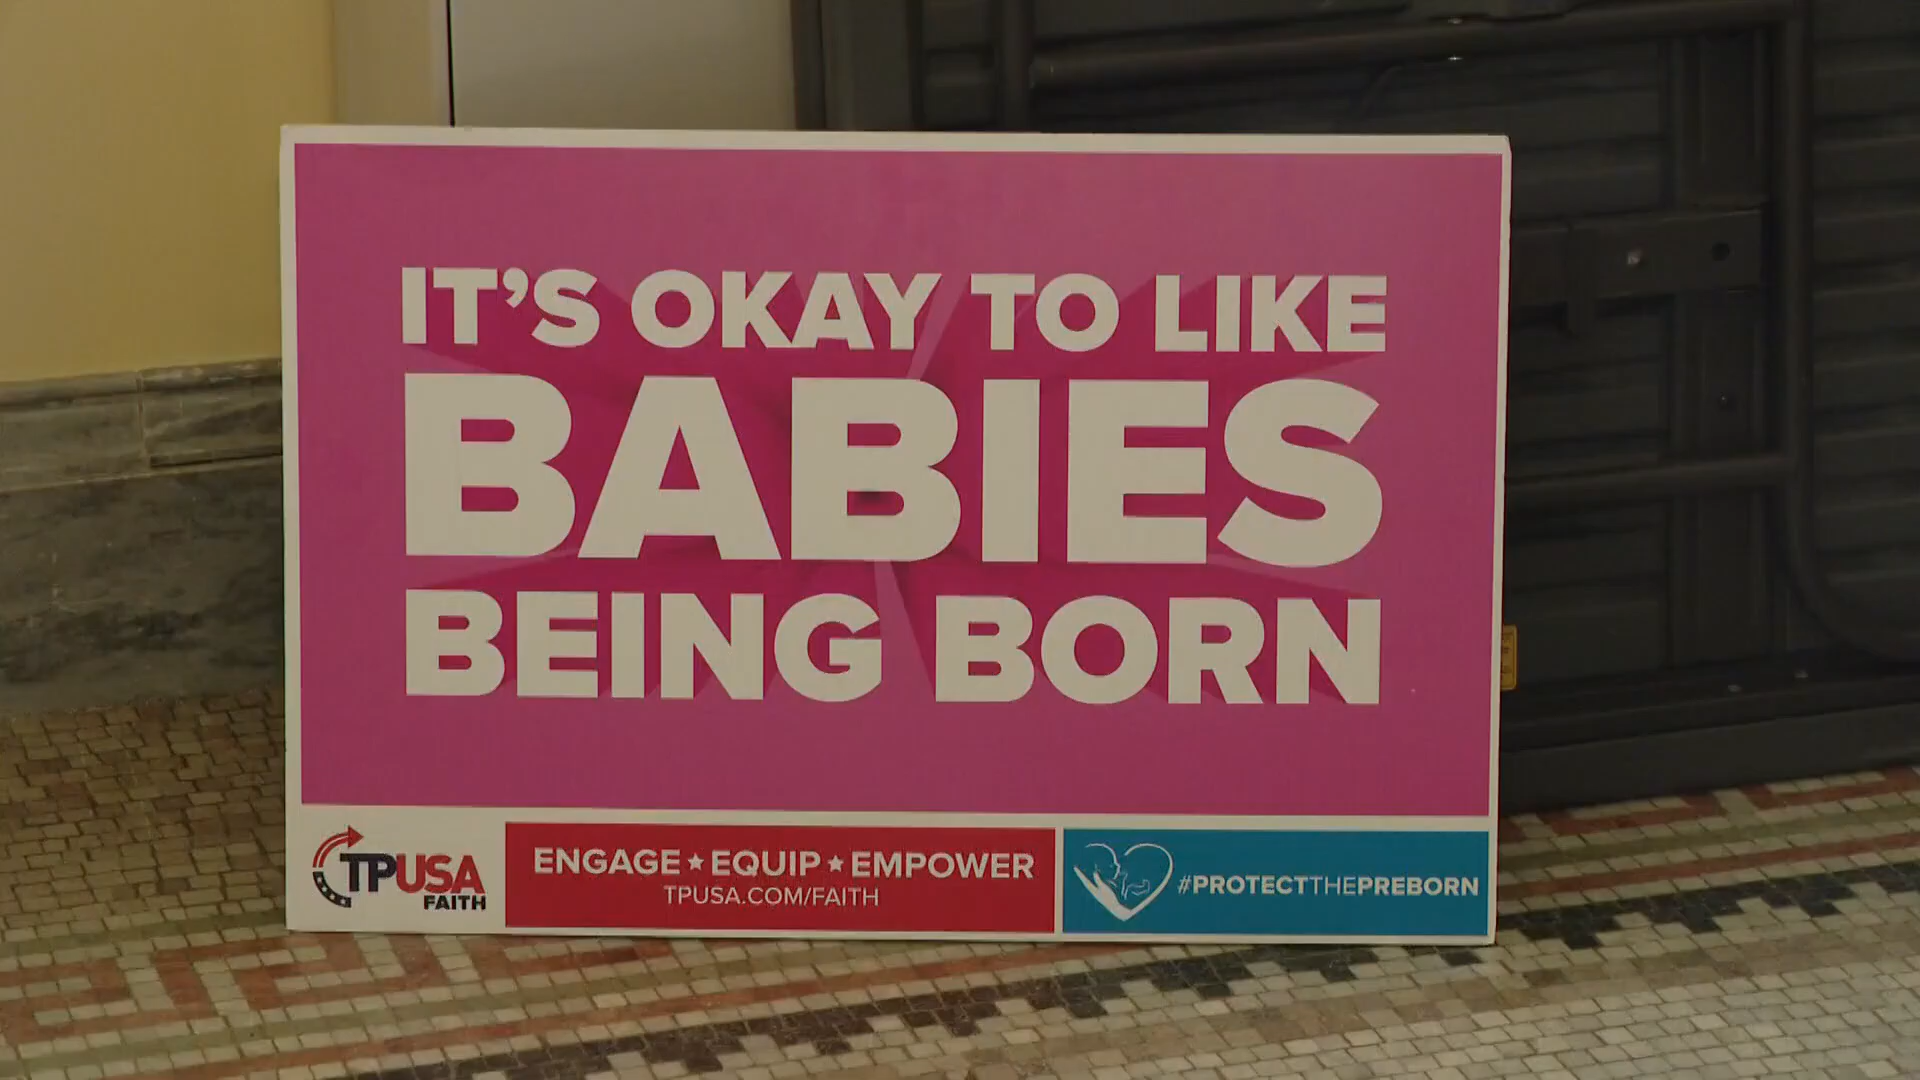 IT'S OKAY TO LIKE
BABIES
BEING BORN
TPUSA
FAITH
ENGAGE ★ EQUIP ★ EMPOWER
TPUSA.COM/FAITH
#PROTECTTHEPREBORN